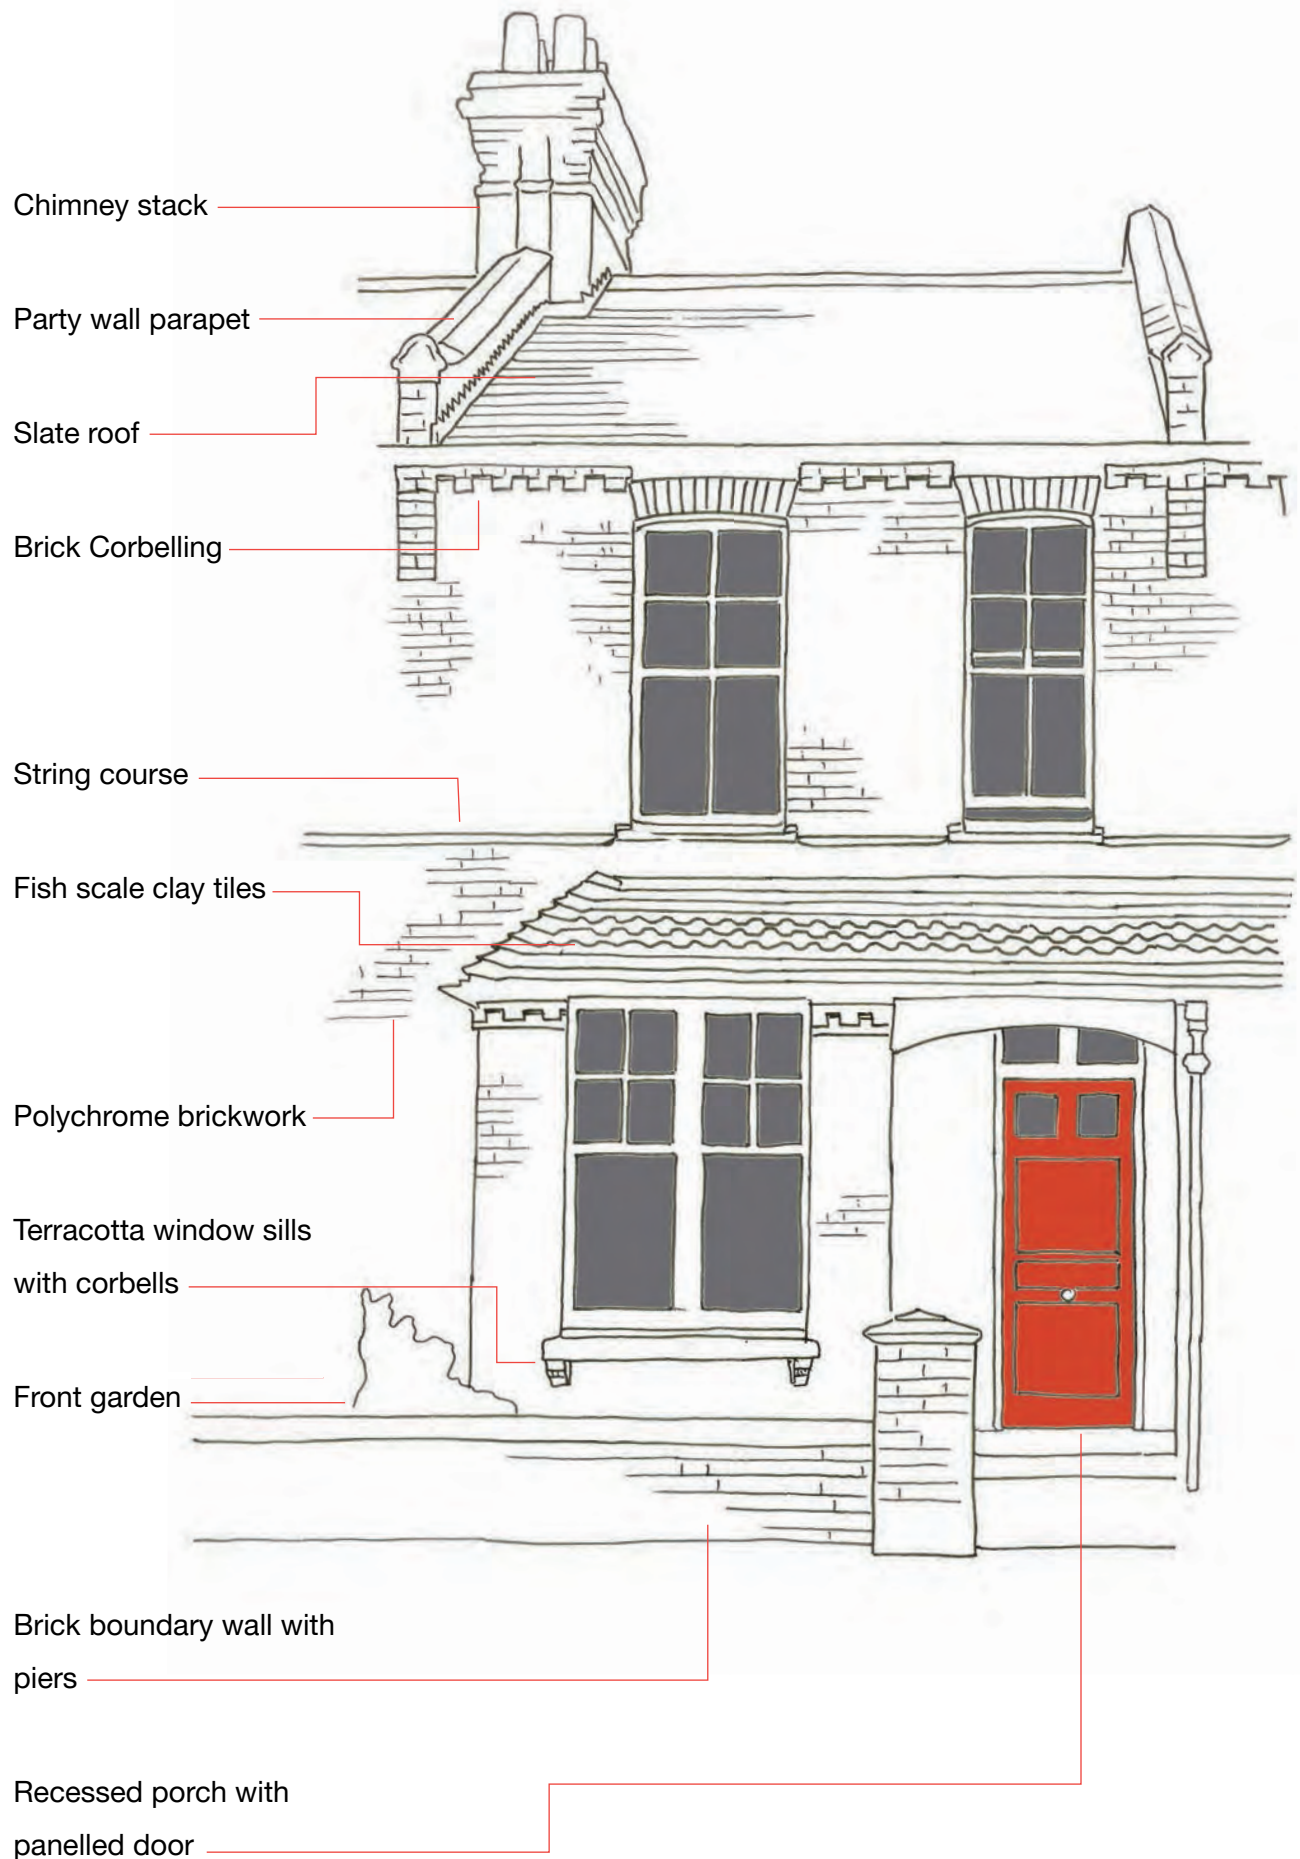 Chimney stack
Party wall parapet
Slate roof
Brick Corbelling
String course
Fish scale clay tiles
Polychrome brickwork
Terracotta window sills
with corbells
Front garden
Brick boundary wall with
piers
Recessed porch with
panelled door